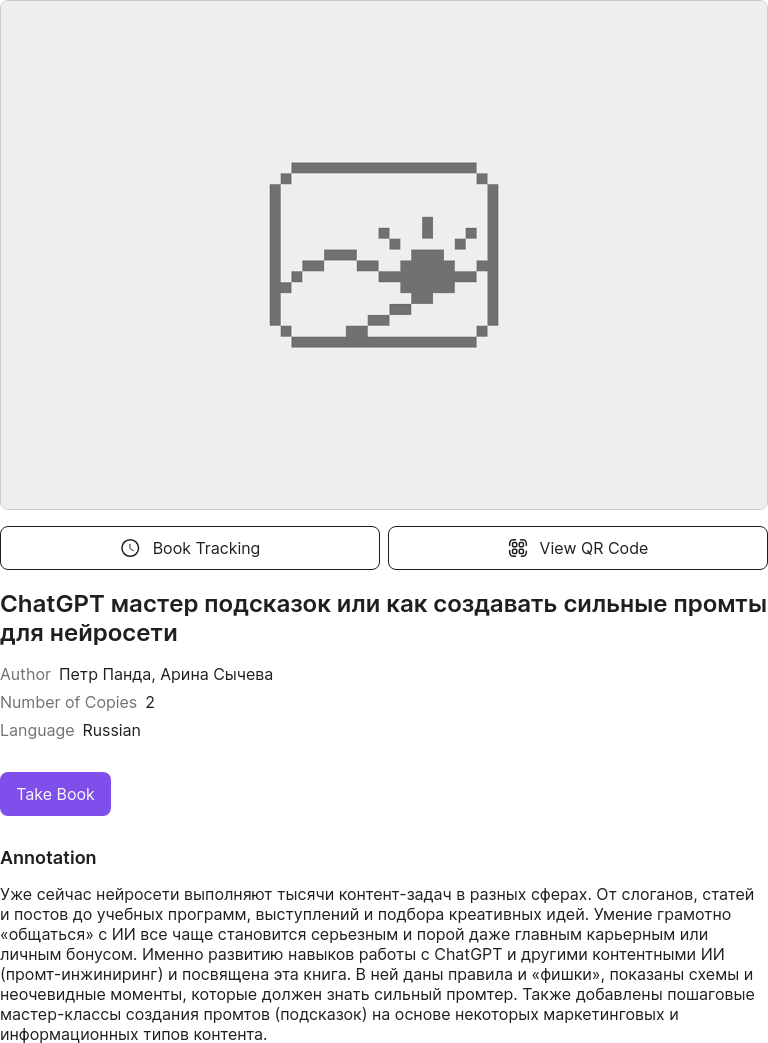 Book Tracking
View QR Code
ChatGPT мастер подсказок или как создавать сильные промты
для нейросети
Author Петр Панда, Арина Сычева
Number of Copies 2
Language Russian
Take Book
Annotation
Уже сейчас нейросети выполняют тысячи контент-задач в разных сферах. От слоганов, статей
и постов до учебных программ, выступлений и подбора креативных идей. Умение грамотно
«общаться» с ИИ все чаще становится серьезным и порой даже главным карьерным или
личным бонусом. Именно развитию навыков работы с ChatGPT и другими контентными ИИ
(промт-инжиниринг) и посвящена эта книга. В ней даны правила и «фишки», показаны схемы и
неочевидные моменты, которые должен знать сильный промтер. Также добавлены пошаговые
мастер-классы создания промтов (подсказок) на основе некоторых маркетинговых и
информационных типов контента.